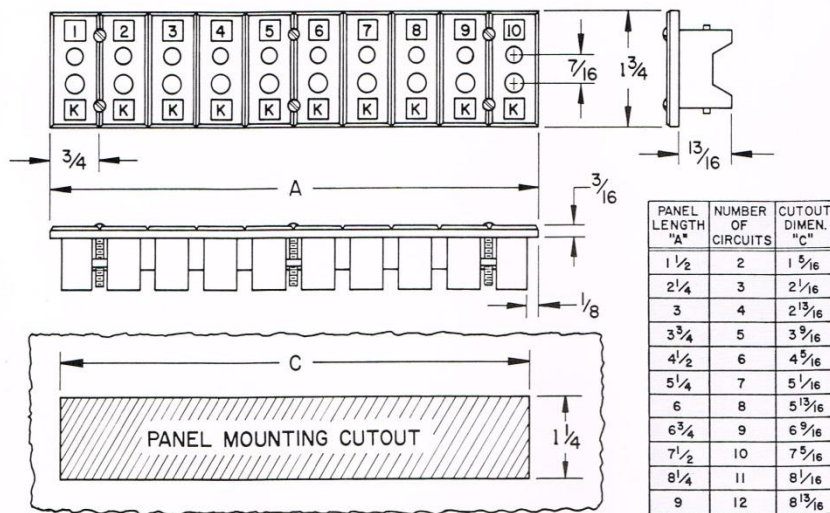 1 2 3 4 5 6 7 8 9 10
K K K K K K K K K K
7/16
1 3/4
3/4
13/16
A
3/16
1/8
C
PANEL MOUNTING CUTOUT
1 1/4
PANEL LENGTH "A" NUMBER OF CIRCUITS CUTOUT DIMEN. "C"
1 1/2 2 1 5/16
2 1/4 3 2 1/16
3 4 2 13/16
3 3/4 5 3 9/16
4 1/2 6 4 5/16
5 1/4 7 5 1/16
6 8 5 13/16
6 3/4 9 6 9/16
7 1/2 10 7 5/16
8 1/4 11 8 1/16
9 12 8 13/16